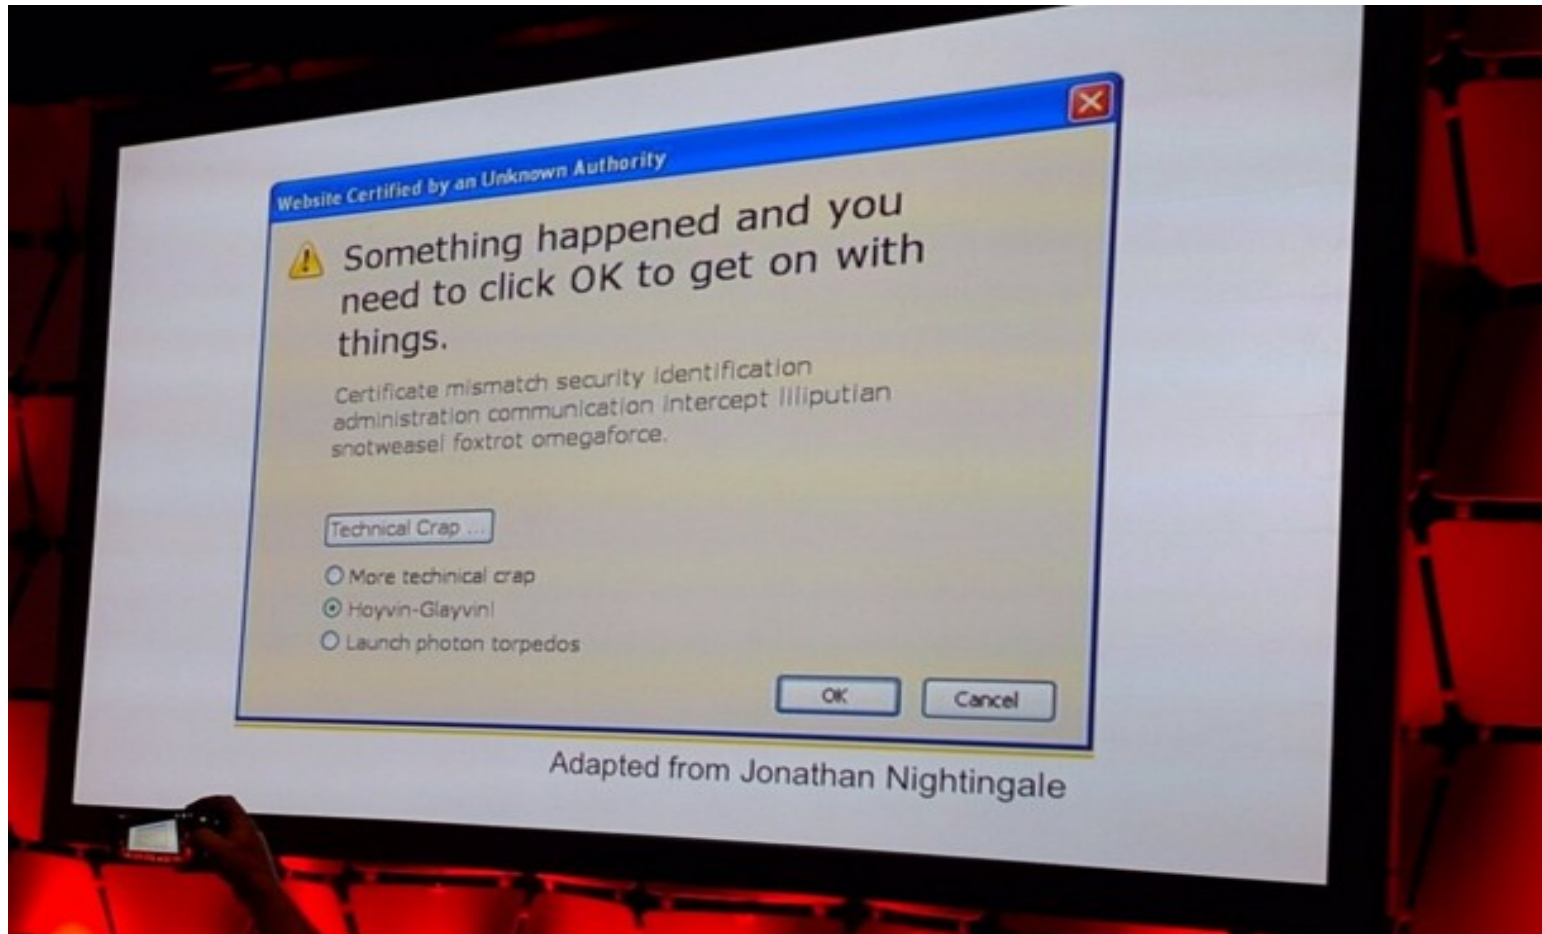 Website Certified by an Unknown Authority
Something happened and you
need to click OK to get on with
things.
Certificate mismatch security identification
administration communication intercept lilliputian
snotweasel foxtrot omegaforce.
Technical Crap ...
More techinical crap
Hoyvin-Glayvin!
Launch photon torpedos
OK
Cancel
Adapted from Jonathan Nightingale